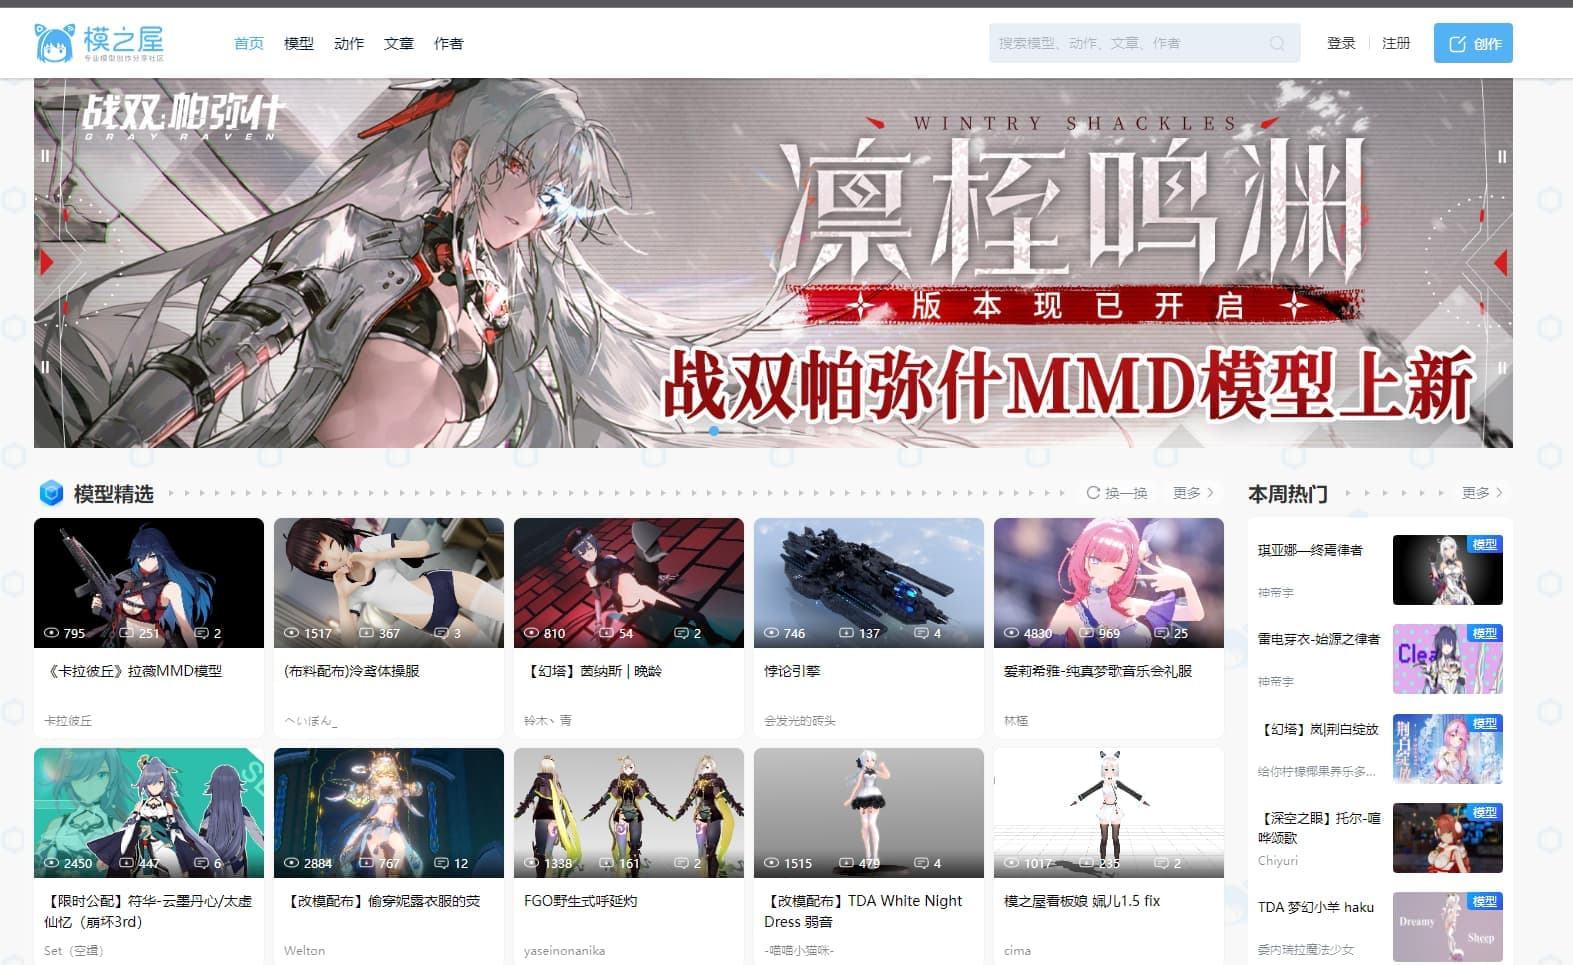 模之屋
专业模型创作分享社区
首页 模型 动作 文章 作者
搜索模型、动作、文章、作者
登录 注册 创作
战双:帕弥什
GRAY RAVEN
WINTRY SHACKLES
凛桎鸣渊
版本现已开启
战双帕弥什MMD模型上新
模型精选 换一换 更多
795 251 2
1517 367 3
810 54 2
746 137 4
4830 969 25
《卡拉彼丘》拉薇MMD模型
(布料配布)泠鸢体操服
【幻塔】茵纳斯 | 晚龄
悖论引擎
爱莉希雅-纯真梦歌音乐会礼服
卡拉彼丘
へいぼん_
铃木丶青
会发光的砖头
林槿
2450 447 6
2884 767 12
1338 161 2
1515 479 4
1017 235 2
【限时公配】符华-云墨丹心/太虚
仙忆（崩坏3rd）
【改模配布】偷穿妮露衣服的荧
FGO野生式呼延灼
【改模配布】TDA White Night
Dress 弱音
模之屋看板娘 姵儿1.5 fix
Set（空缉）
Welton
yaseinonanika
-喵喵小猫咪-
cima
本周热门 更多
琪亚娜—终焉律者
模型
神帝宇
雷电芽衣-始源之律者
模型
神帝宇
【幻塔】岚|荆白绽放
模型
荆白绽放
给你柠檬椰果养乐多...
【深空之眼】托尔-喧
哗颂歌
模型
Chiyuri
TDA 梦幻小羊 haku
模型
Dreamy
Sheep
委内瑞拉魔法少女